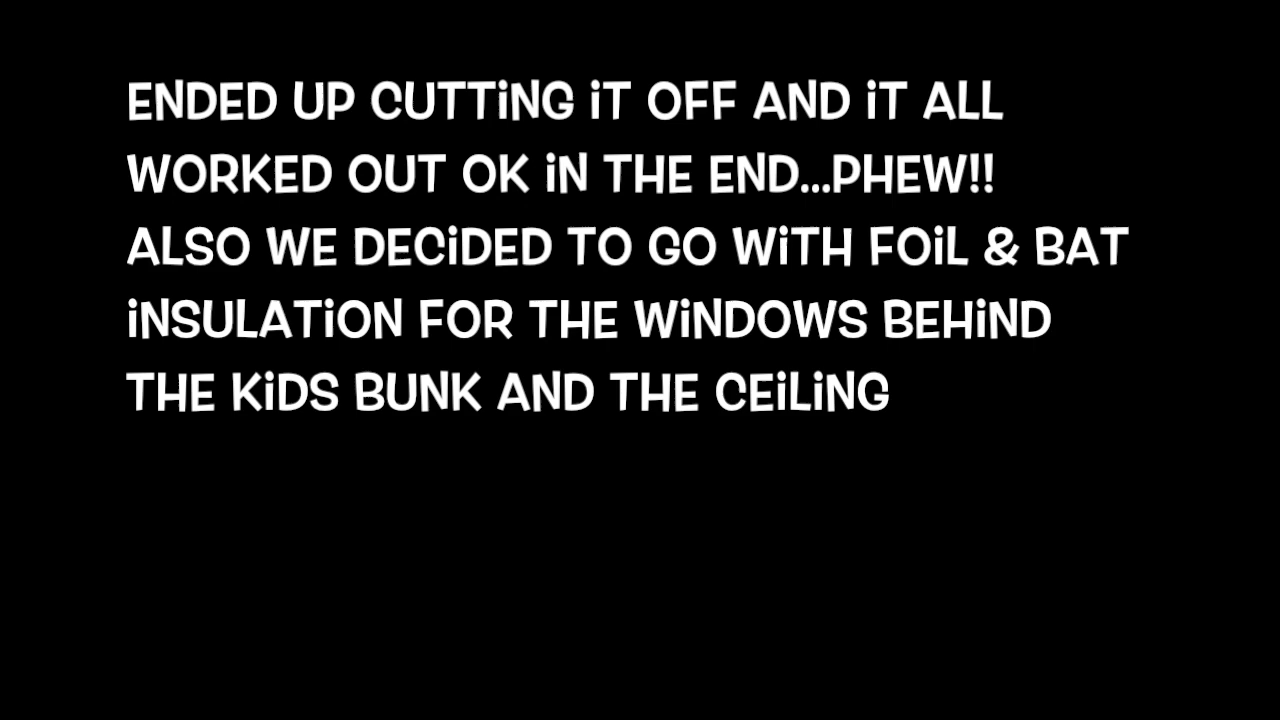 ENDED UP CUTTiNG iT OFF AND iT ALL
WORKED OUT OK iN THE END...PHEW!!
ALSO WE DECiDED TO GO WiTH FOiL & BAT
iNSULATiON FOR THE WiNDOWS BEHiND
THE KiDS BUNK AND THE CEiLiNG